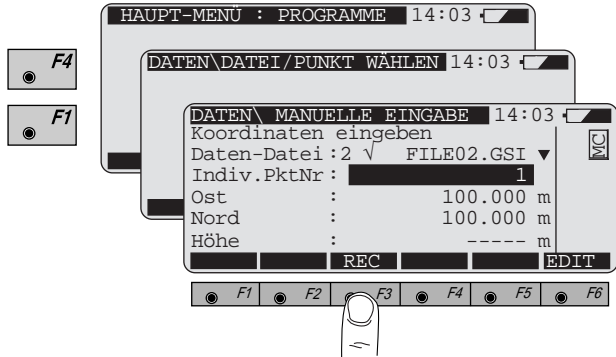 HAUPT-MENÜ : PROGRAMME 14:03
F4
DATEN\DATEI/PUNKT WÄHLEN 14:03
F1
DATEN\ MANUELLE EINGABE 14:03
Koordinaten eingeben
MC
Daten-Datei:2 √ FILE02.GSI ▼
Indiv.PktNr: 1
Ost : 100.000 m
Nord : 100.000 m
Höhe : ----- m
REC EDIT
F1 F2 F3 F4 F5 F6